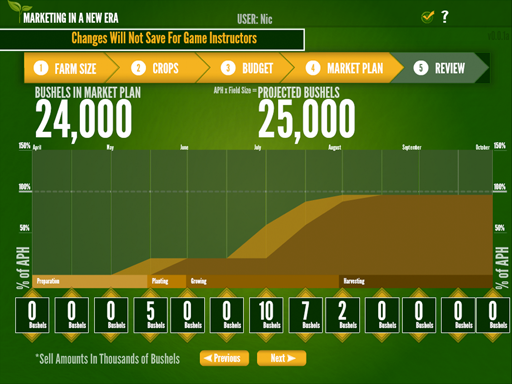 MARKETING IN A NEW ERA
USER: Nic
?
Changes Will Not Save For Game Instructors
1 FARM SIZE 2 CROPS 3 BUDGET 4 MARKET PLAN 5 REVIEW
BUSHELS IN MARKET PLAN
24,000
APH x Field Size =
PROJECTED BUSHELS
25,000
150% April May June July August September October 150%
100% 100%
50% 50%
% of APH % of APH
Preparation Planting Growing Harvesting
0 0 0 5 0 0 10 7 2 0 0 0 0
Bushels Bushels Bushels Bushels Bushels Bushels Bushels Bushels Bushels Bushels Bushels Bushels Bushels
*Sell Amounts In Thousands of Bushels
Previous Next